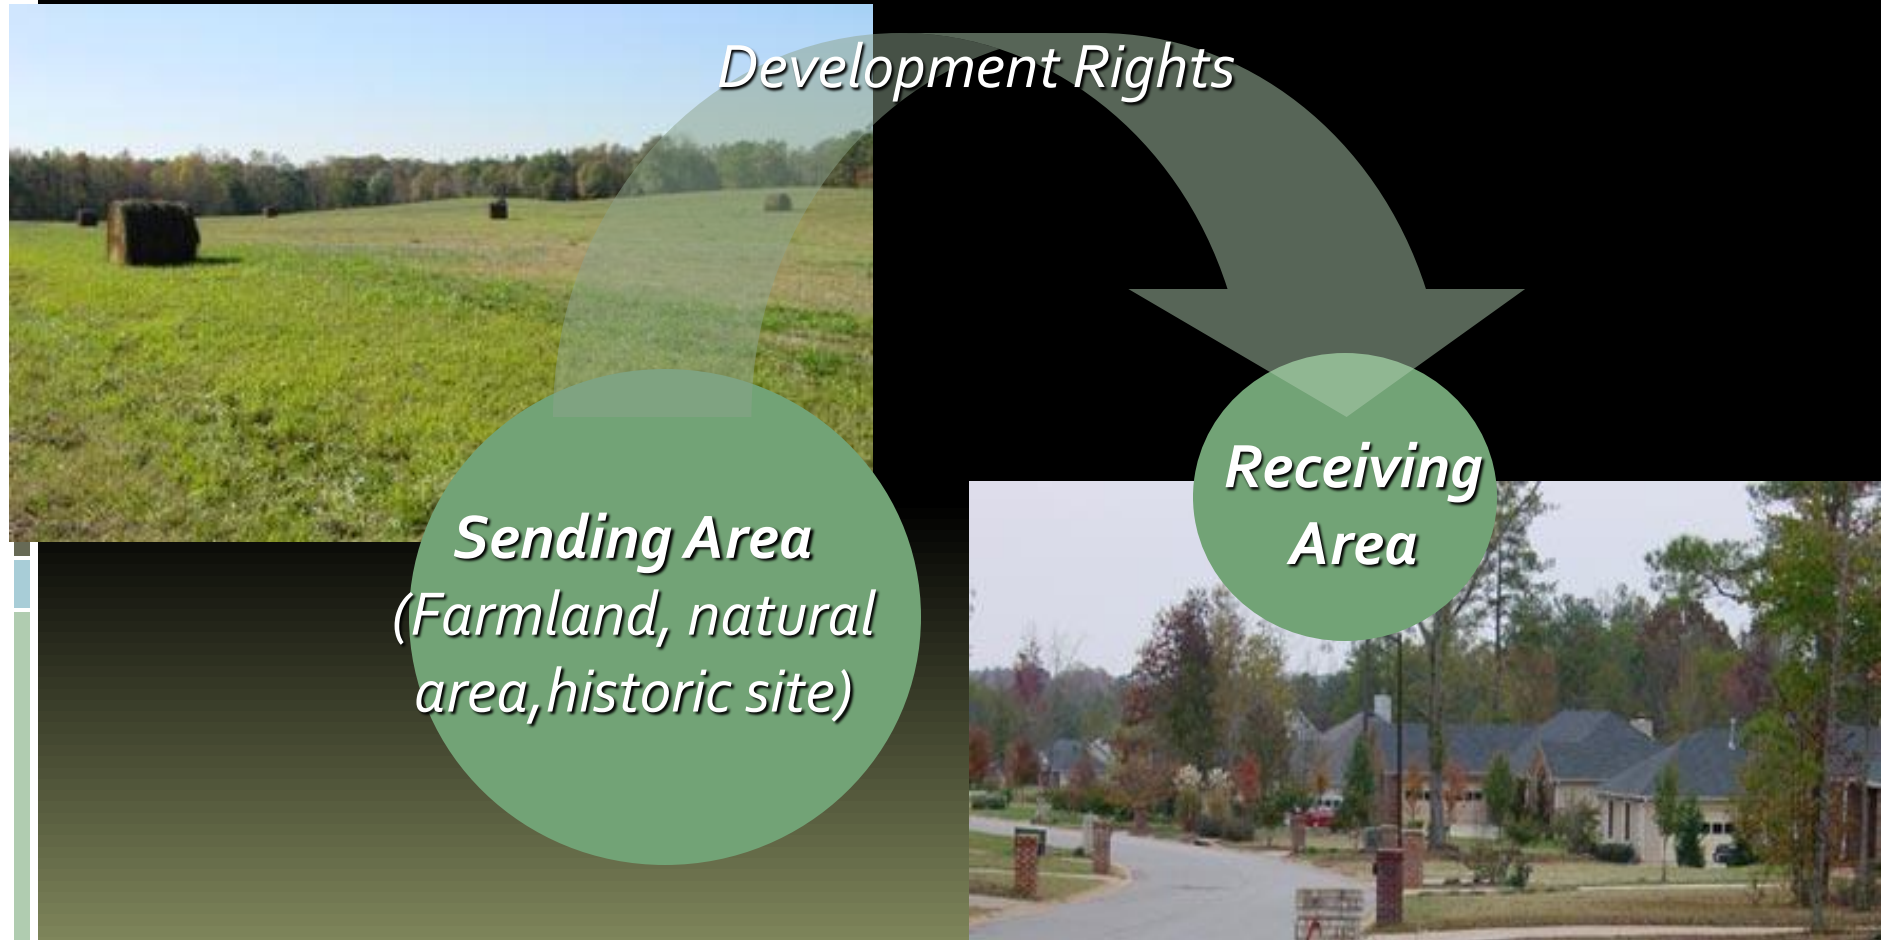 Development Rights
Sending Area
(Farmland, natural
area,historic site)
Receiving
Area